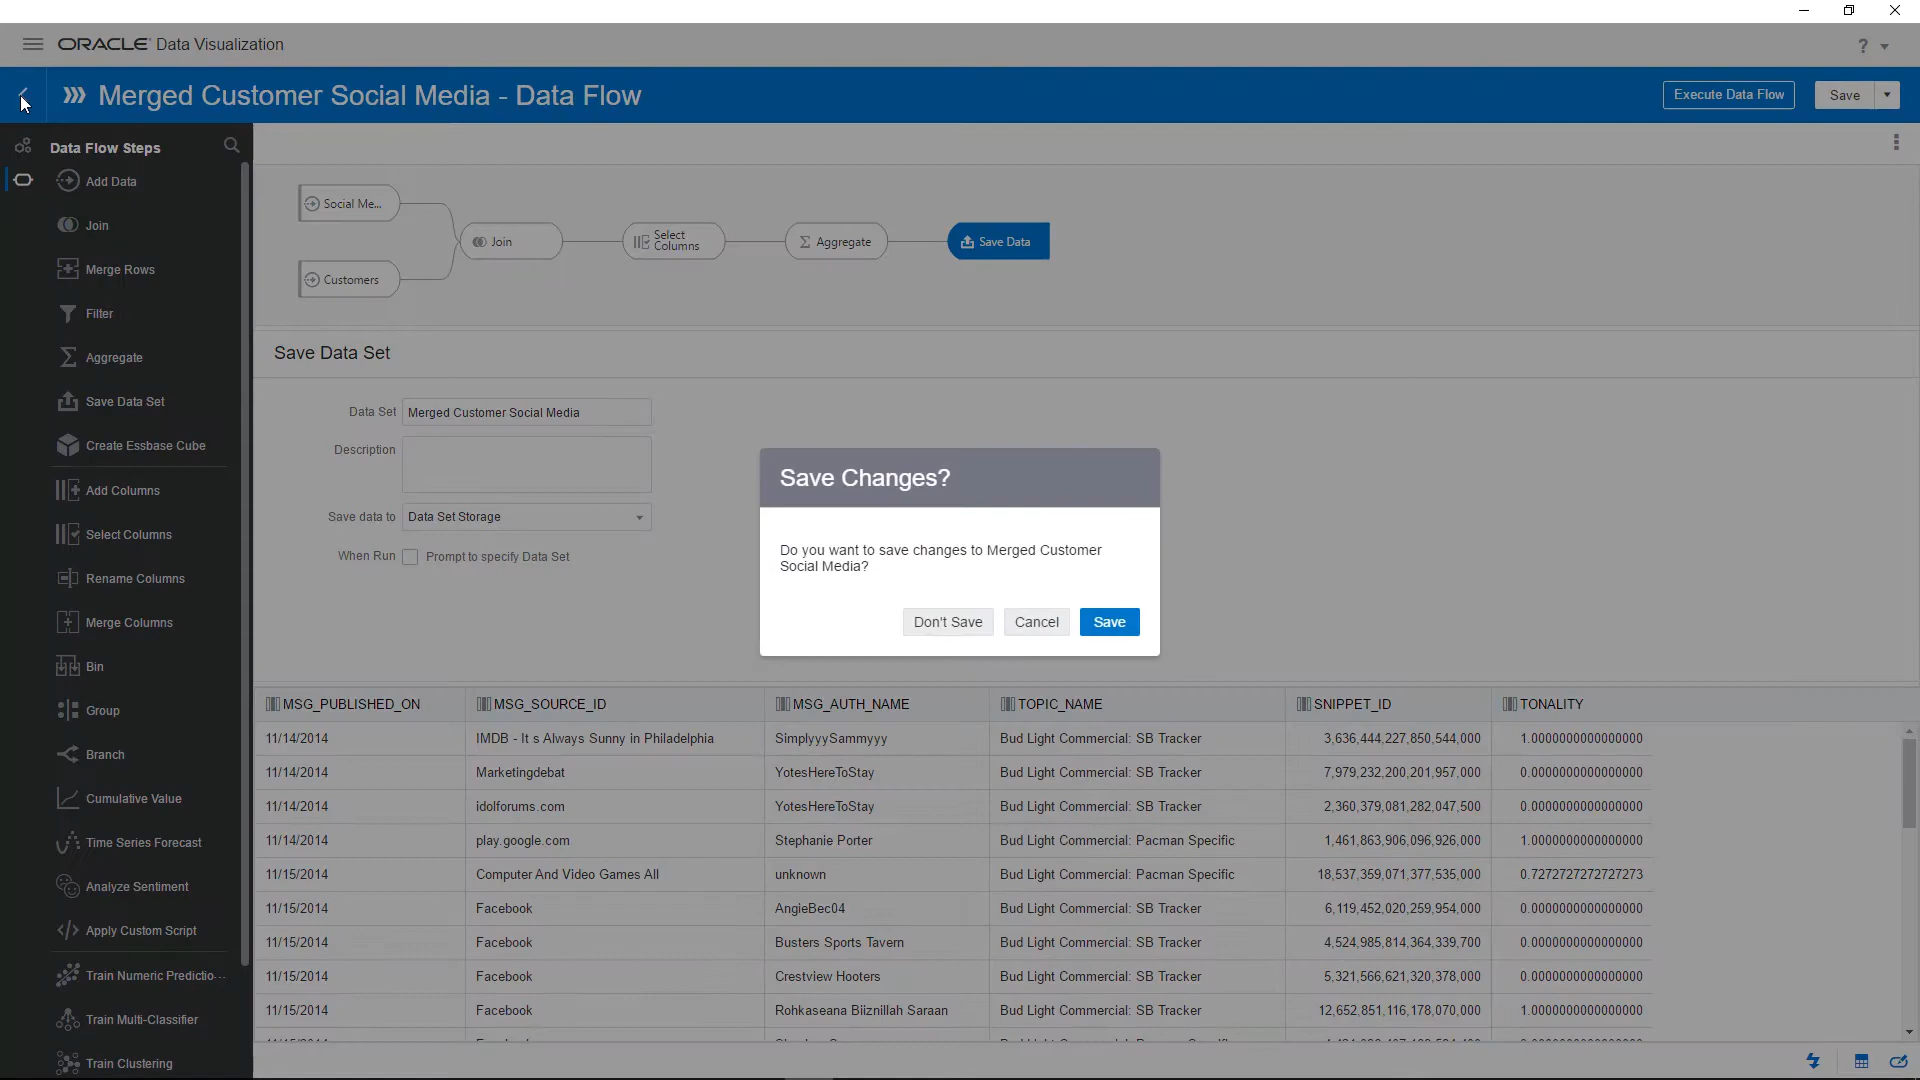 ORACLE Data Visualization
?
Merged Customer Social Media - Data Flow
Execute Data Flow
Save
Data Flow Steps
Add Data
Join
Merge Rows
Filter
Aggregate
Save Data Set
Create Essbase Cube
Add Columns
Select Columns
Rename Columns
Merge Columns
Bin
Group
Branch
Cumulative Value
Time Series Forecast
Analyze Sentiment
Apply Custom Script
Train Numeric Predictio...
Train Multi-Classifier
Train Clustering
Social Me...
Customers
Join
Select
Columns
Aggregate
Save Data
Save Data Set
Data Set Merged Customer Social Media
Description
Save data to Data Set Storage
When Run Prompt to specify Data Set
Save Changes?
Do you want to save changes to Merged Customer
Social Media?
Don't Save Cancel Save
MSG_PUBLISHED_ON MSG_SOURCE_ID MSG_AUTH_NAME TOPIC_NAME SNIPPET_ID TONALITY
11/14/2014 IMDB - It s Always Sunny in Philadelphia SimplyyySammyyy Bud Light Commercial: SB Tracker 3,636,444,227,850,544,000 1.0000000000000000
11/14/2014 Marketingdebat YotesHereToStay Bud Light Commercial: SB Tracker 7,979,232,200,201,957,000 0.0000000000000000
11/14/2014 idolforums.com YotesHereToStay Bud Light Commercial: SB Tracker 2,360,379,081,282,047,500 0.0000000000000000
11/14/2014 play.google.com Stephanie Porter Bud Light Commercial: Pacman Specific 1,461,863,906,096,926,000 1.0000000000000000
11/15/2014 Computer And Video Games All unknown Bud Light Commercial: Pacman Specific 18,537,359,071,377,535,000 0.7272727272727273
11/15/2014 Facebook AngieBec04 Bud Light Commercial: SB Tracker 6,119,452,020,259,954,000 0.0000000000000000
11/15/2014 Facebook Busters Sports Tavern Bud Light Commercial: SB Tracker 4,524,985,814,364,339,700 0.0000000000000000
11/15/2014 Facebook Crestview Hooters Bud Light Commercial: SB Tracker 5,321,566,621,320,378,000 0.0000000000000000
11/15/2014 Facebook Rohkaseana Biiznillah Saraan Bud Light Commercial: SB Tracker 12,652,851,116,178,070,000 1.0000000000000000